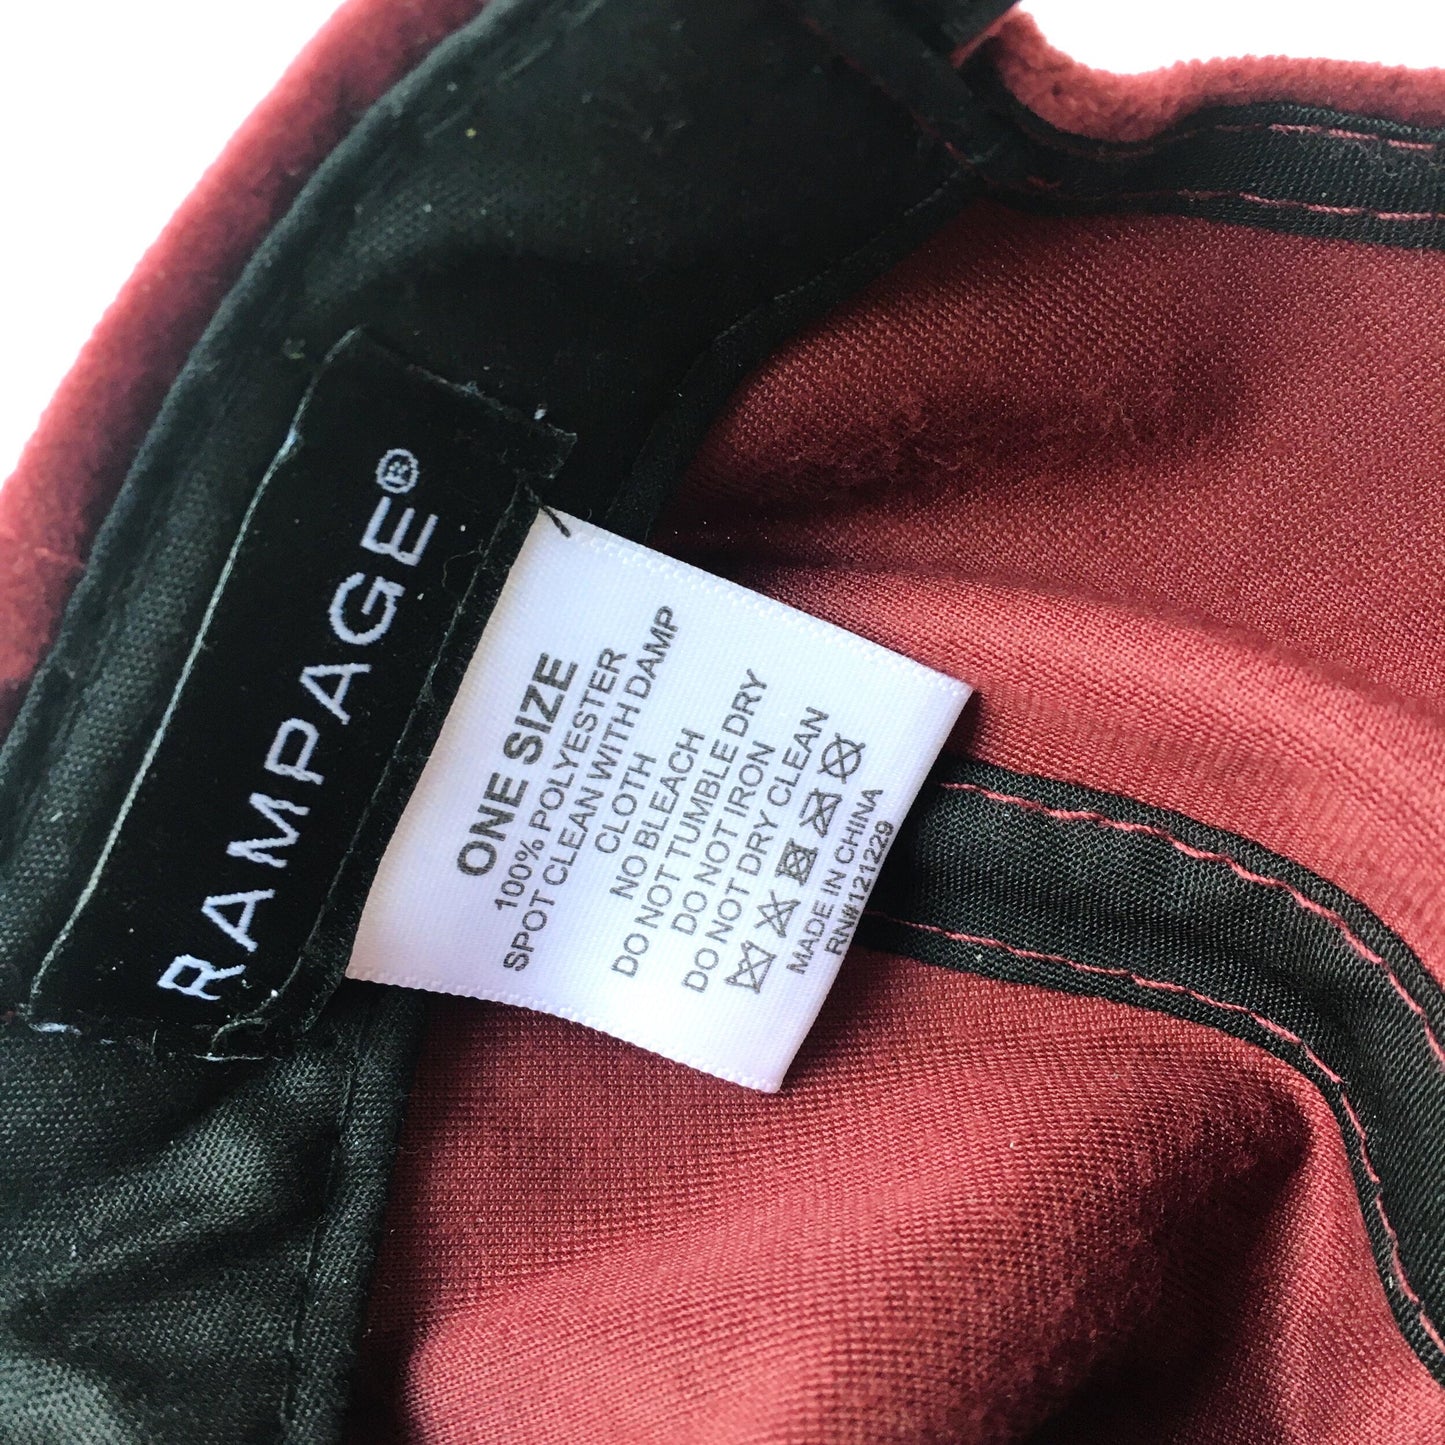 RAMPAGE®
ONE SIZE
100% POLYESTER
SPOT CLEAN WITH DAMP
CLOTH
NO BLEACH
DO NOT TUMBLE DRY
DO NOT IRON
DO NOT DRY CLEAN
MADE IN CHINA
RN#121229